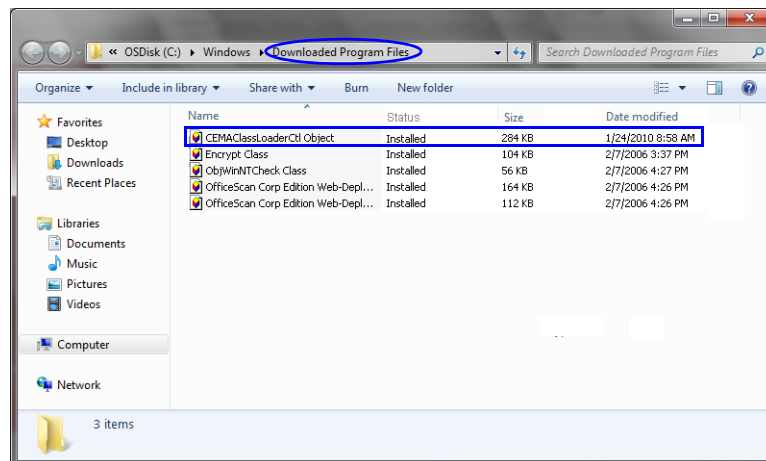 « OSDisk (C:) ▸ Windows ▸ Downloaded Program Files
Search Downloaded Program Files
Organize ▼ Include in library ▼ Share with ▼ Burn New folder
Favorites
Desktop
Downloads
Recent Places
Libraries
Documents
Music
Pictures
Videos
Computer
Network
Name Status Size Date modified
CEMAClassLoaderCtl Object Installed 284 KB 1/24/2010 8:58 AM
Encrypt Class Installed 104 KB 2/7/2006 3:37 PM
ObjWinNTCheck Class Installed 56 KB 2/7/2006 4:27 PM
OfficeScan Corp Edition Web-Depl... Installed 164 KB 2/7/2006 4:26 PM
OfficeScan Corp Edition Web-Depl... Installed 112 KB 2/7/2006 4:26 PM
3 items